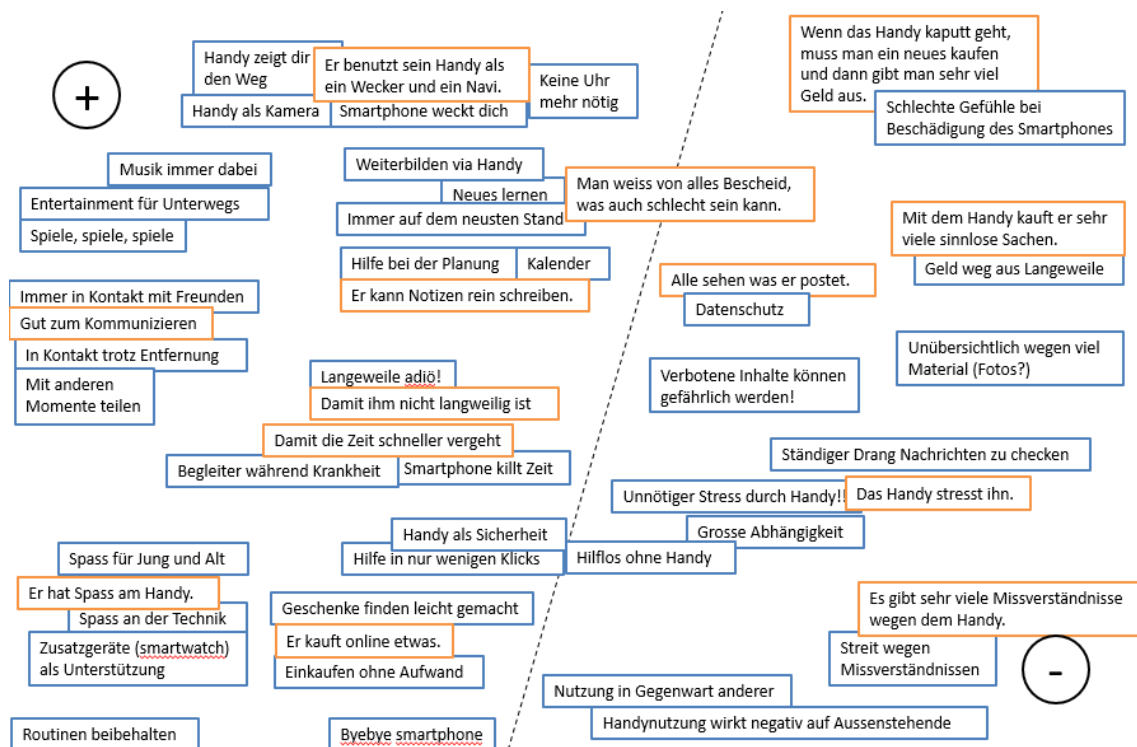 +
Handy zeigt dir
den Weg
Er benutzt sein Handy als
ein Wecker und ein Navi.
Keine Uhr
mehr nötig
Handy als Kamera
Smartphone weckt dich
Wenn das Handy kaputt geht,
muss man ein neues kaufen
und dann gibt man sehr viel
Geld aus.
Schlechte Gefühle bei
Beschädigung des Smartphones
Musik immer dabei
Entertainment für Unterwegs
Spiele, spiele, spiele
Weiterbilden via Handy
Neues lernen
Immer auf dem neusten Stand
Man weiss von alles Bescheid,
was auch schlecht sein kann.
Mit dem Handy kauft er sehr
viele sinnlose Sachen.
Geld weg aus Langeweile
Hilfe bei der Planung
Kalender
Er kann Notizen rein schreiben.
Alle sehen was er postet.
Datenschutz
Immer in Kontakt mit Freunden
Gut zum Kommunizieren
In Kontakt trotz Entfernung
Mit anderen
Momente teilen
Langeweile adiö!
Damit ihm nicht langweilig ist
Verbotene Inhalte können
gefährlich werden!
Unübersichtlich wegen viel
Material (Fotos?)
Damit die Zeit schneller vergeht
Begleiter während Krankheit
Smartphone killt Zeit
Ständiger Drang Nachrichten zu checken
Unnötiger Stress durch Handy!!
Das Handy stresst ihn.
Grosse Abhängigkeit
Handy als Sicherheit
Hilfe in nur wenigen Klicks
Hilflos ohne Handy
Spass für Jung und Alt
Er hat Spass am Handy.
Spass an der Technik
Zusatzgeräte (smartwatch)
als Unterstützung
Geschenke finden leicht gemacht
Er kauft online etwas.
Einkaufen ohne Aufwand
Es gibt sehr viele Missverständnisse
wegen dem Handy.
Streit wegen
Missverständnissen
-
Nutzung in Gegenwart anderer
Handynutzung wirkt negativ auf Aussenstehende
Routinen beibehalten
Byebye smartphone